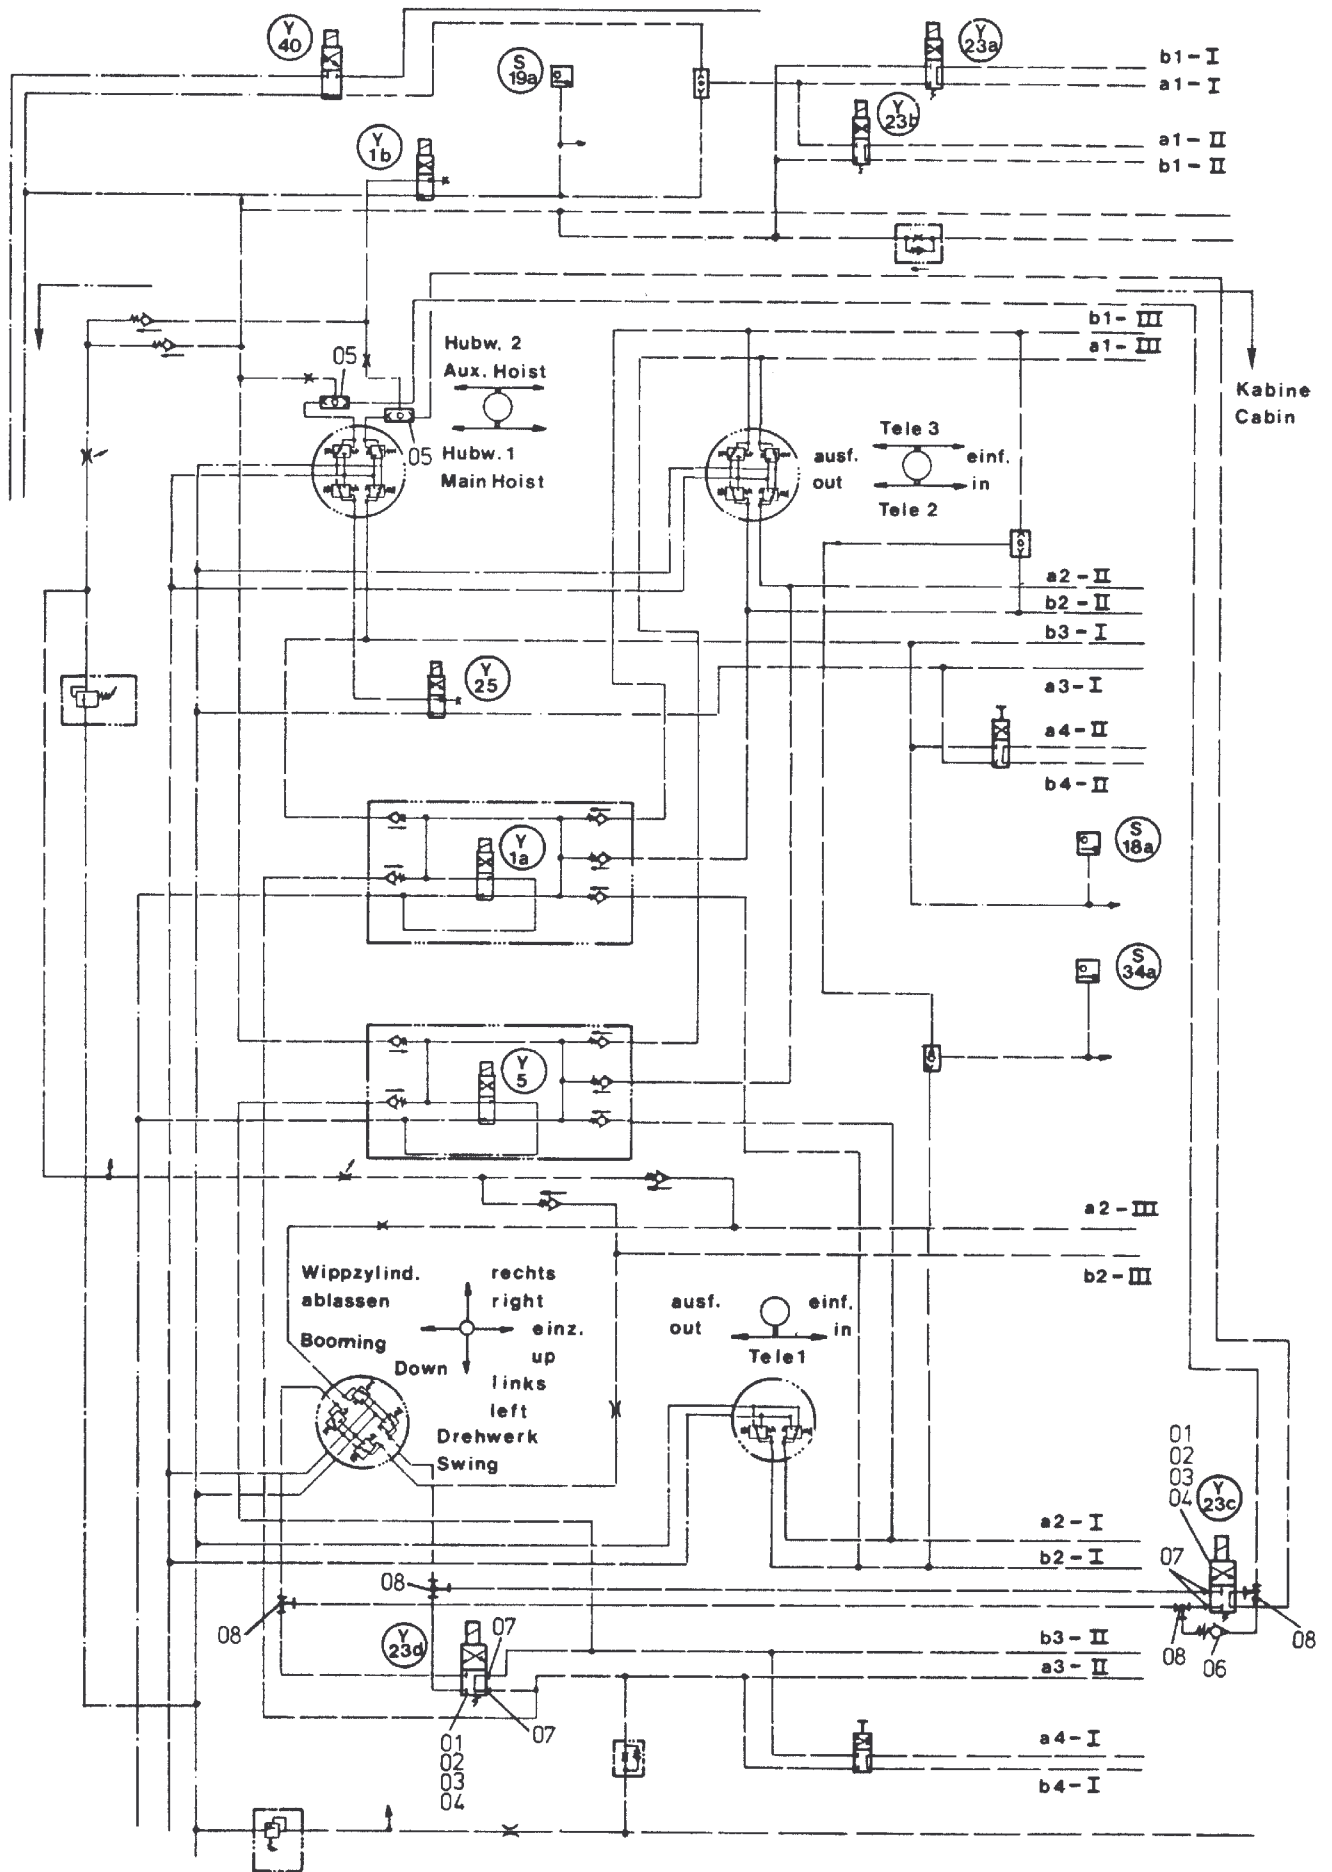 Y
40
S
19a
Y
23a
b1-I
a1-I
Y
23b
a1-II
b1-II
Y
1b
b1-III
a1-III
Hubw. 2
Aux. Hoist
05
05
Hubw. 1
Main Hoist
Kabine
Cabin
Tele 3
ausf.
out
einf.
in
Tele 2
a2-II
b2-II
b3-I
a3-I
Y
25
a4-II
b4-II
Y
1a
S
18a
S
34a
Y
5
a2-III
b2-III
Wippzylind.
ablassen
Booming
Down
rechts
right
einz.
up
links
left
Drehwerk
Swing
ausf.
out
einf.
in
Tele1
01
02
03
04
Y
23c
a2-I
b2-I
07
08
08
08
08
06
Y
23d
07
07
b3-II
a3-II
01
02
03
04
a4-I
b4-I